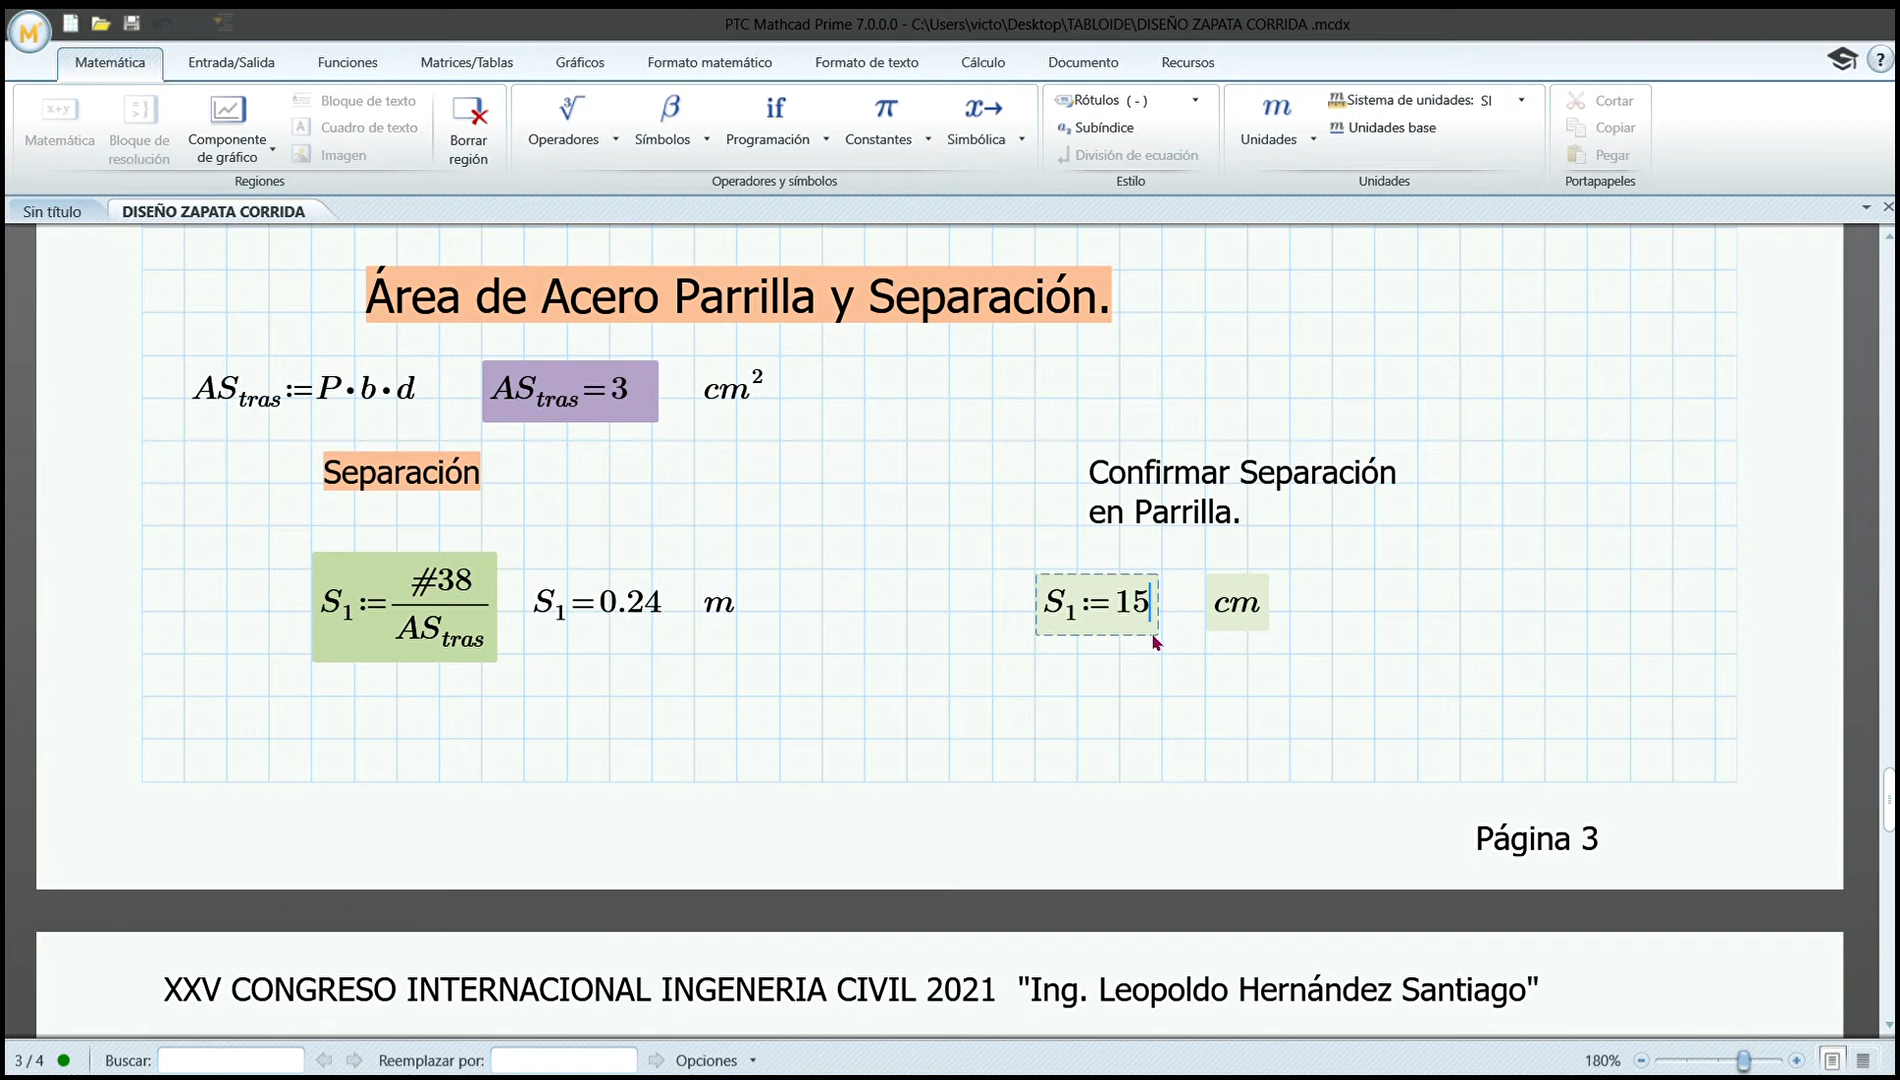 PTC Mathcad Prime 7.0.0.0 - C:\Users\victo\Desktop\TABLOIDE\DISEÑO ZAPATA CORRIDA .mcdx
Matemática Entrada/Salida Funciones Matrices/Tablas Gráficos Formato matemático Formato de texto Cálculo Documento Recursos
Matemática
Bloque de resolución
Componente de gráfico
Bloque de texto
Cuadro de texto
Imagen
Borrar región
Regiones
Operadores Símbolos Programación Constantes Simbólica
Operadores y símbolos
Rótulos ( - )
Subíndice
División de ecuación
Estilo
Unidades
Sistema de unidades: SI
Unidades base
Unidades
Cortar
Copiar
Pegar
Portapapeles
Sin título DISEÑO ZAPATA CORRIDA
Área de Acero Parrilla y Separación.
AS_tras := P • b • d AS_tras = 3 cm²
Separación
Confirmar Separación
en Parrilla.
S₁ := #38 / AS_tras S₁ = 0.24 m S₁ := 15 cm
Página 3
XXV CONGRESO INTERNACIONAL INGENERIA CIVIL 2021 "Ing. Leopoldo Hernández Santiago"
3 / 4 Buscar: Reemplazar por: Opciones 180%